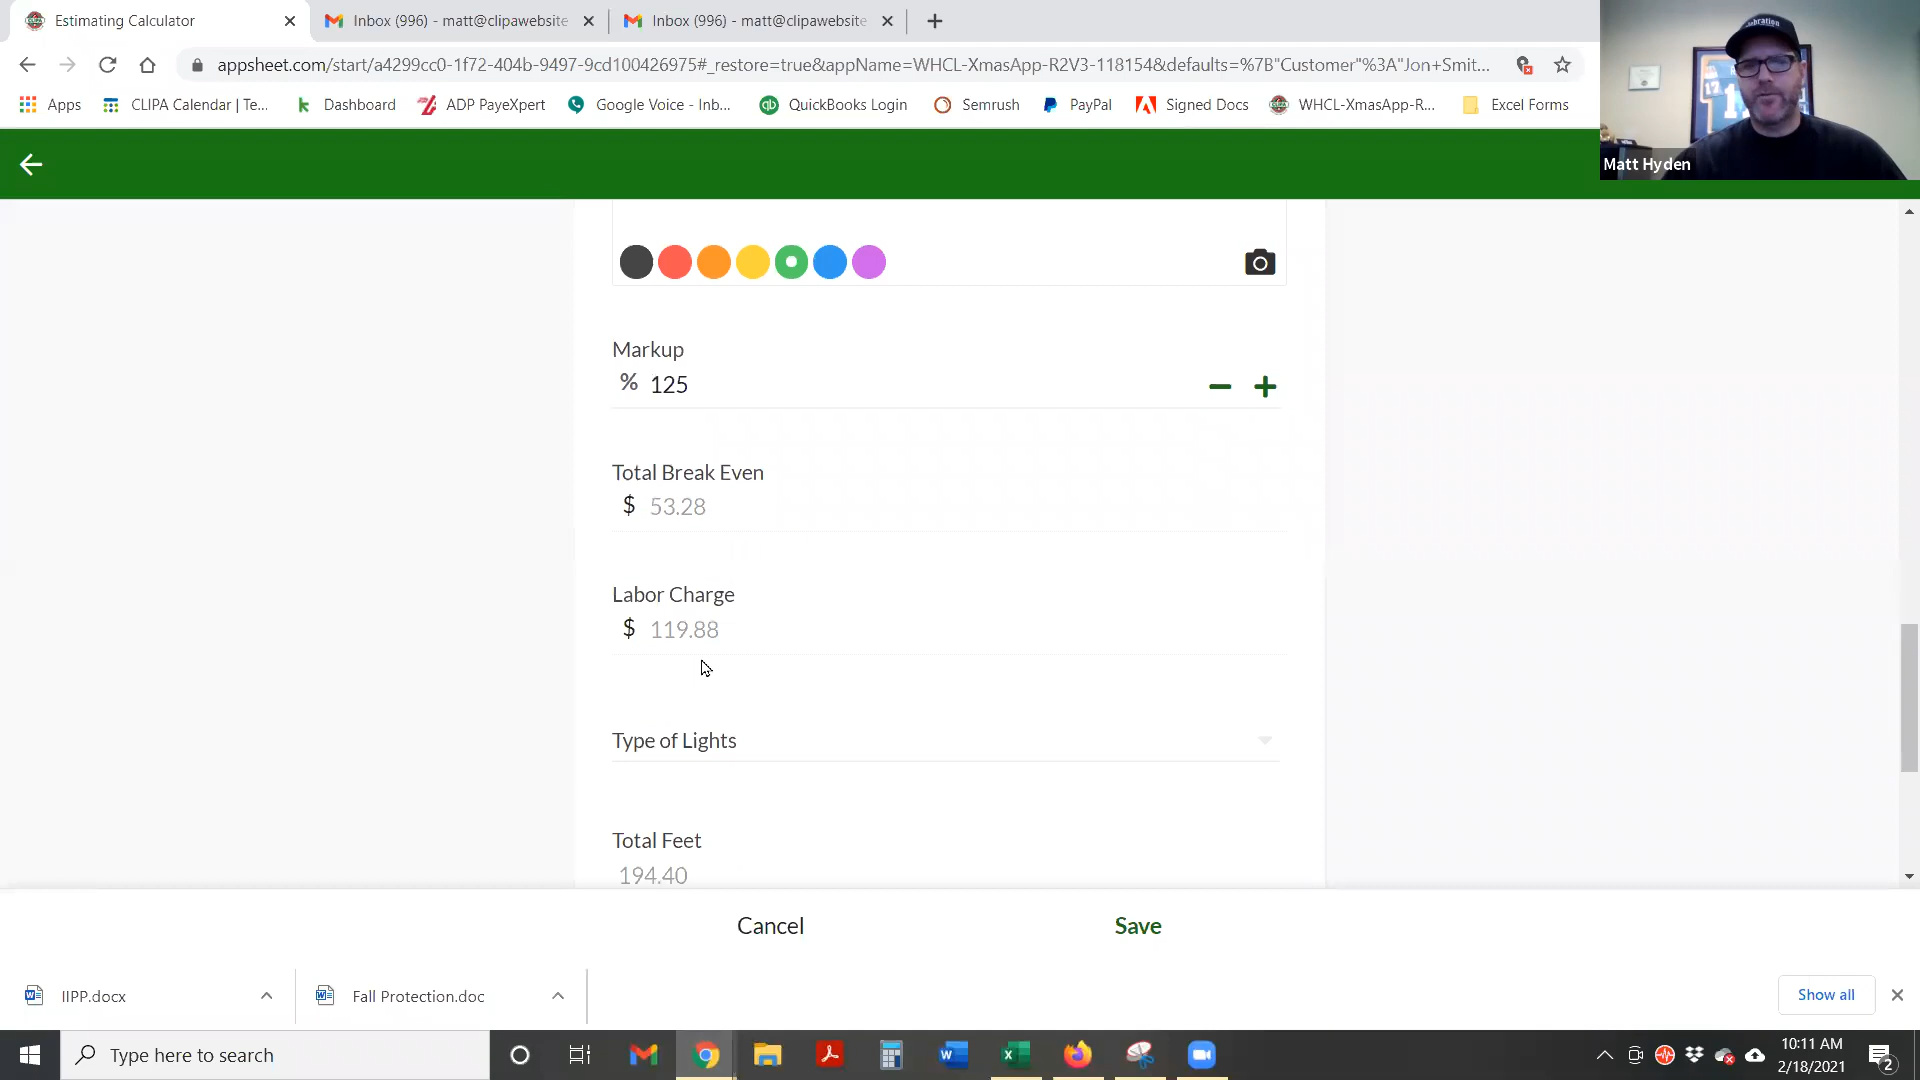 Estimating Calculator
Inbox (996) - matt@clipawebsite
Inbox (996) - matt@clipawebsite
appsheet.com/start/a4299cc0-1f72-404b-9497-9cd100426975#_restore=true&appName=WHCL-XmasApp-R2V3-118154&defaults=%7B"Customer"%3A"Jon+Smit...
Apps
CLIPA Calendar | Te...
Dashboard
ADP PayeXpert
Google Voice - Inb...
QuickBooks Login
Semrush
PayPal
Signed Docs
WHCL-XmasApp-R...
Excel Forms
Matt Hyden
Markup
% 125
Total Break Even
$ 53.28
Labor Charge
$ 119.88
Type of Lights
Total Feet
194.40
Cancel
Save
IIPP.docx
Fall Protection.doc
Show all
Type here to search
10:11 AM
2/18/2021
2